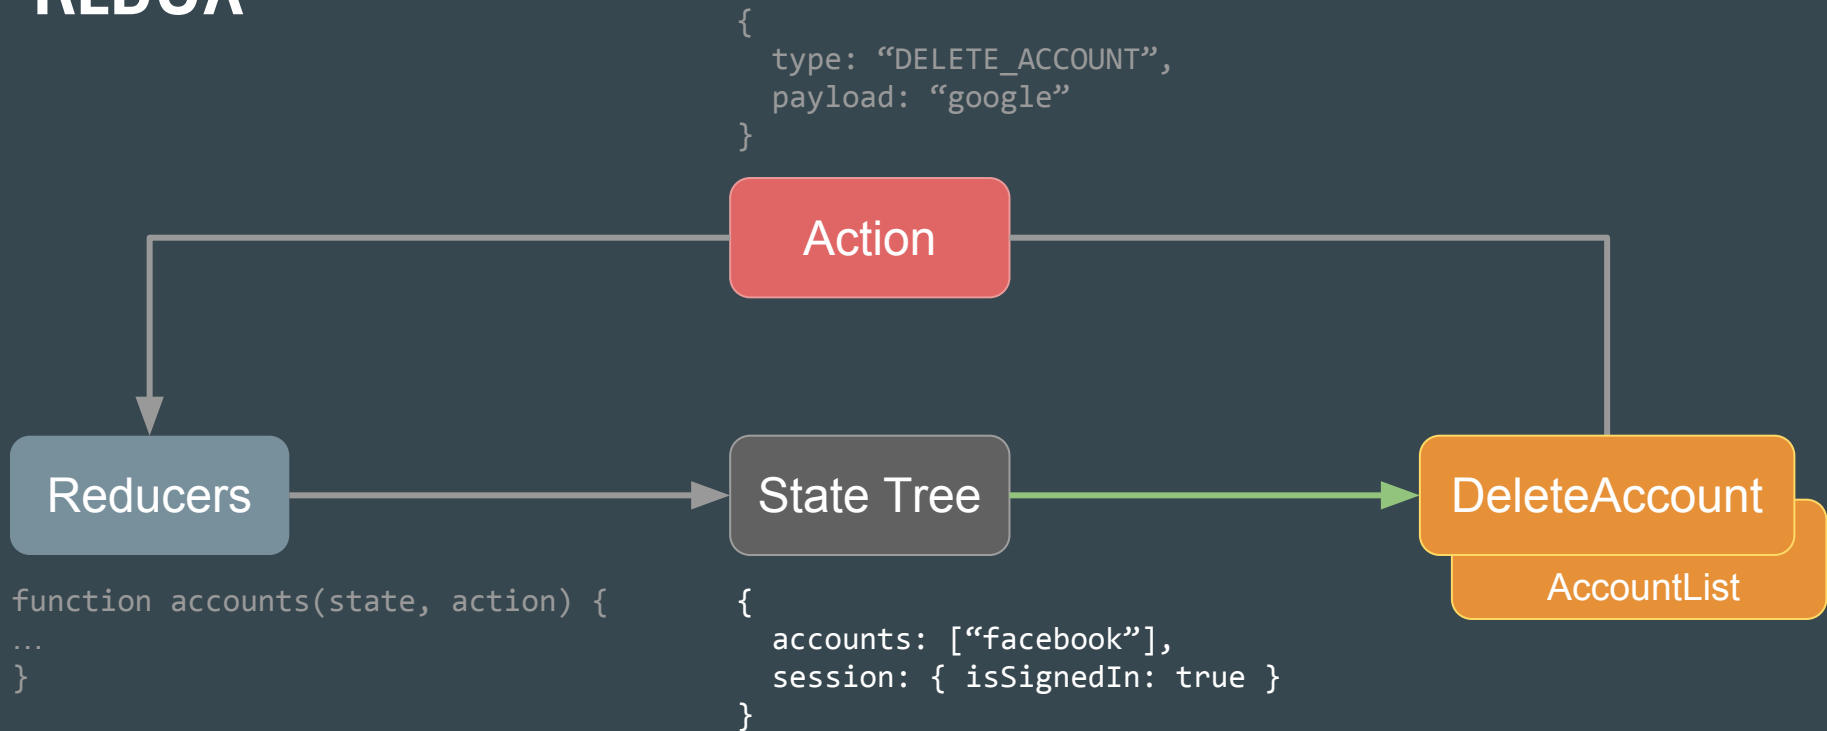 REDUX
{
type: “DELETE_ACCOUNT”,
payload: “google”
}
Action
Reducers
State Tree
DeleteAccount
AccountList
function accounts(state, action) {
…
}
{
accounts: [“facebook”],
session: { isSignedIn: true }
}